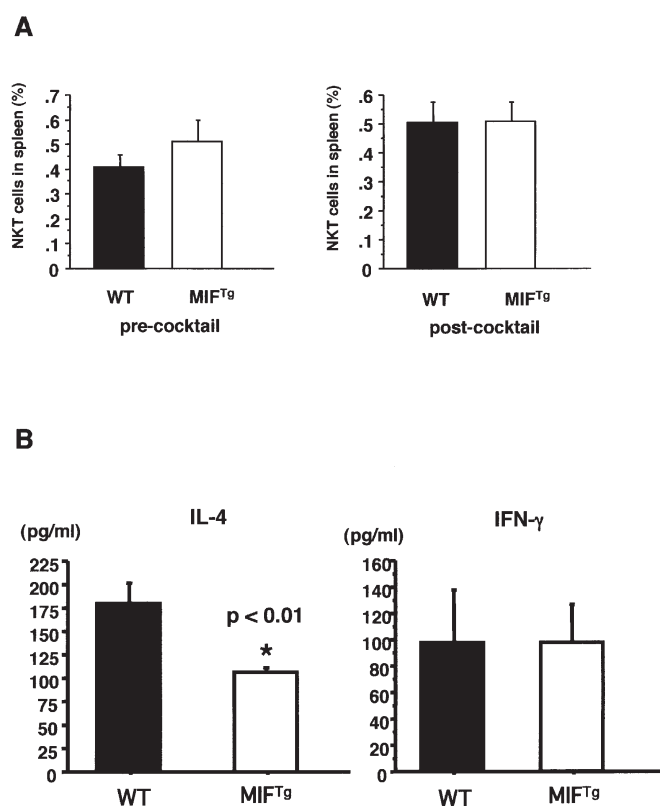 A
NKT cells in spleen (%)
.7
.6
.5
.4
.3
.2
.1
0
WT
MIFTg
pre-cocktail
NKT cells in spleen (%)
.6
.5
.4
.3
.2
.1
0
WT
MIFTg
post-cocktail
B
IL-4
(pg/ml)
225
200
175
150
125
100
75
50
25
0
p < 0.01
*
WT
MIFTg
IFN-γ
(pg/ml)
160
140
120
100
80
60
40
20
0
WT
MIFTg